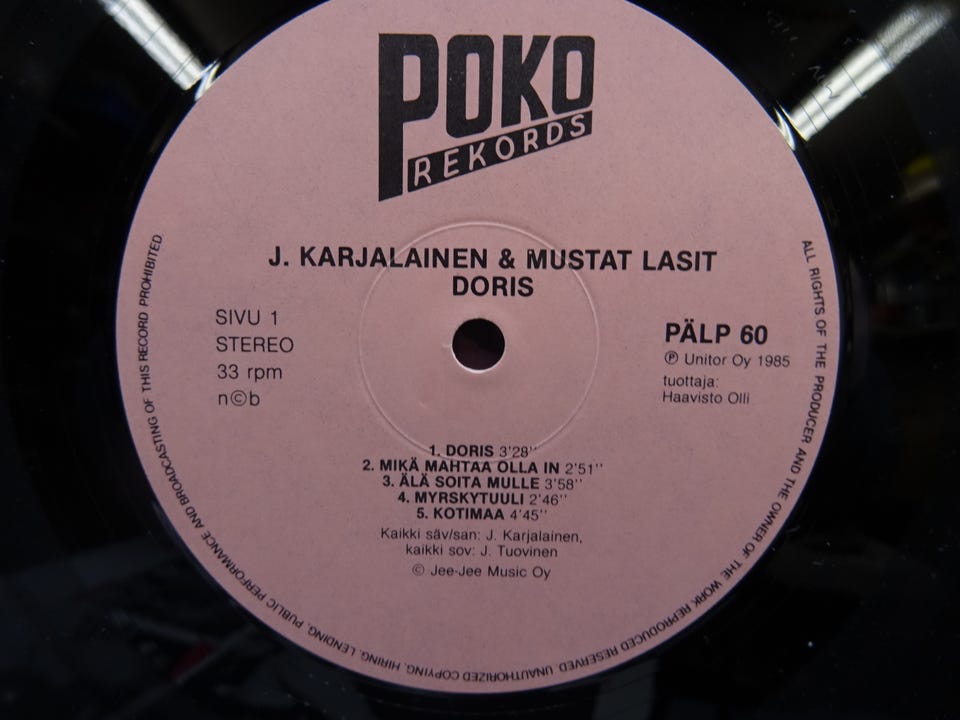 POKO
REKORDS
J. KARJALAINEN & MUSTAT LASIT
DORIS
SIVU 1
STEREO
33 rpm
n©b
PÄLP 60
℗ Unitor Oy 1985
tuottaja:
Haavisto Olli
1. DORIS 3'28''
2. MIKÄ MAHTAA OLLA IN 2'51''
3. ÄLÄ SOITA MULLE 3'58''
4. MYRSKYTUULI 2'46''
5. KOTIMAA 4'45''
Kaikki säv/san: J. Karjalainen,
kaikki sov: J. Tuovinen
© Jee-Jee Music Oy
ALL RIGHTS OF THE PRODUCER AND THE OWNER OF THE WORK REPRODUCED RESERVED. UNAUTHORIZED COPYING, HIRING, LENDING, PUBLIC PERFORMANCE AND BROADCASTING OF THIS RECORD PROHIBITED.